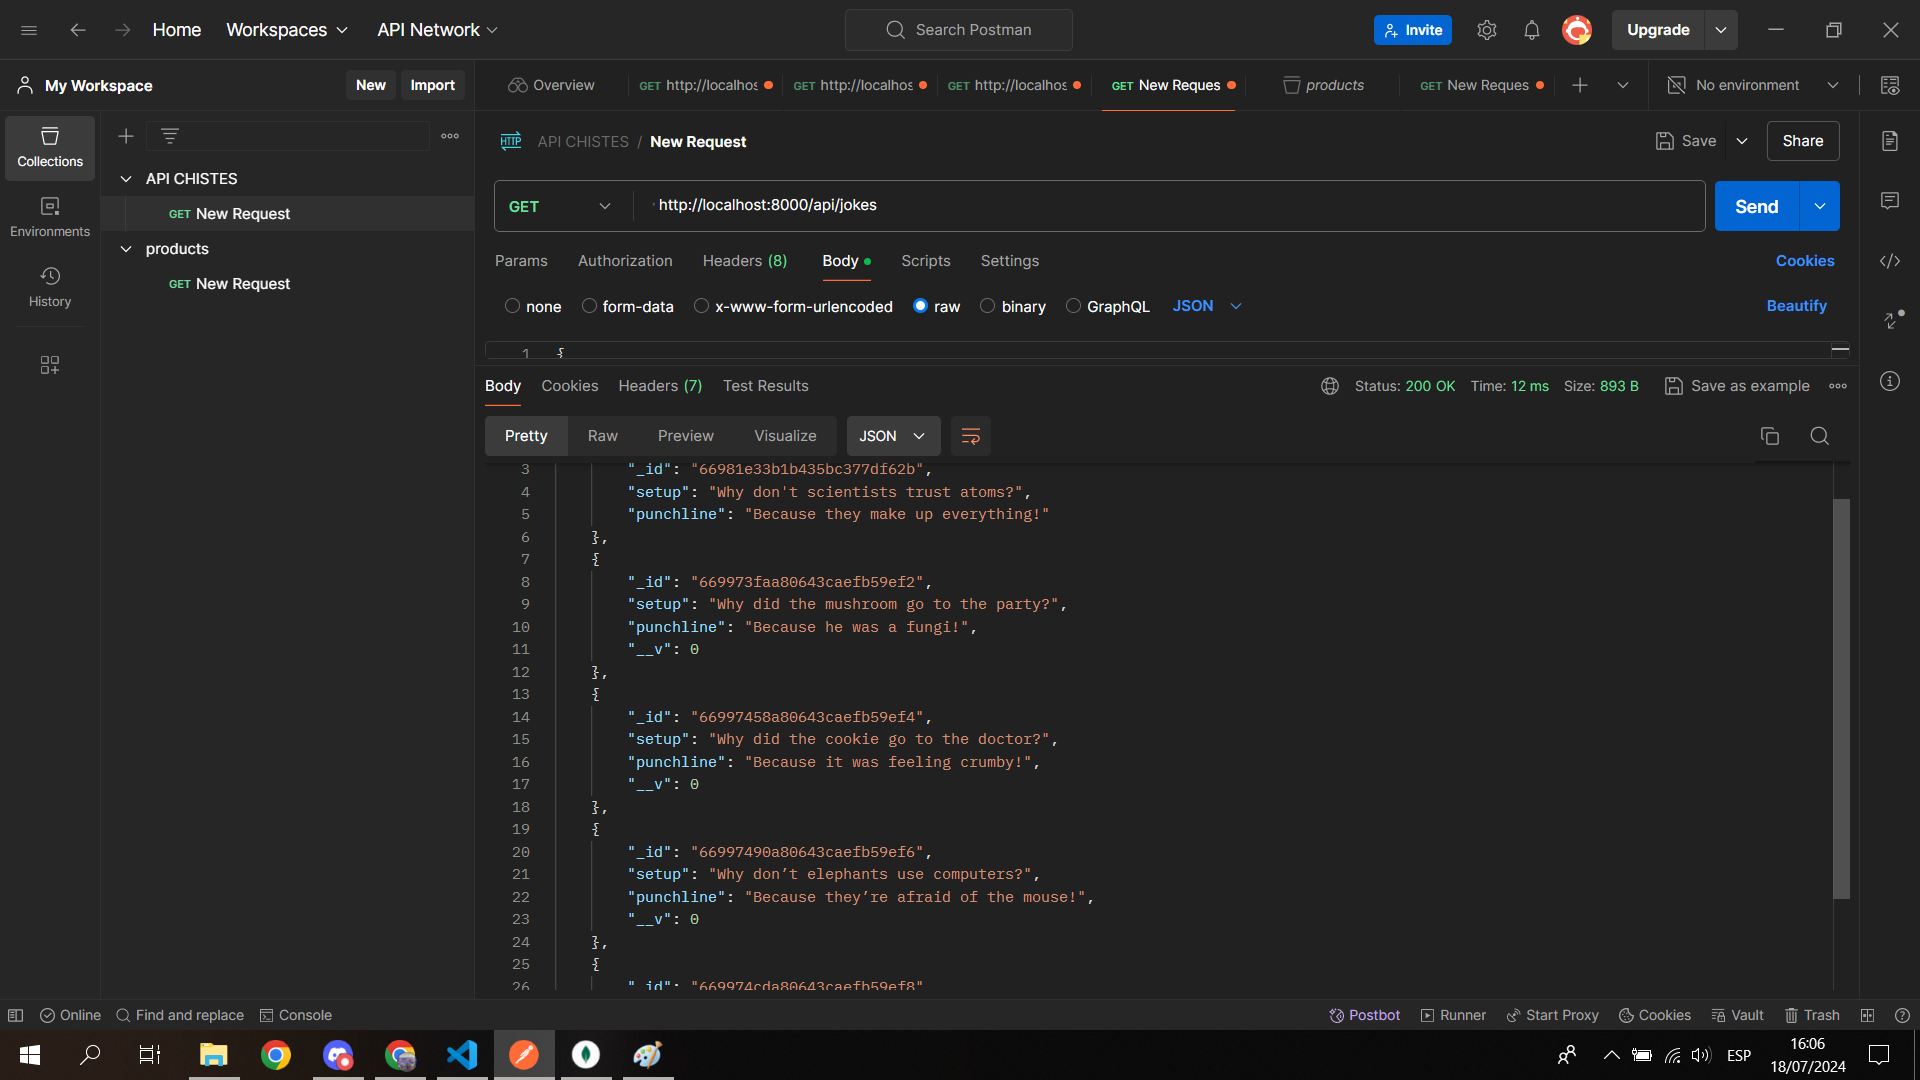 Home Workspaces API Network Search Postman Invite Upgrade
My Workspace New Import Overview GET http://localhos GET http://localhos GET http://localhos GET New Reques products GET New Reques No environment
HTTP API CHISTES / New Request Save Share
Collections
API CHISTES
GET New Request
products
GET New Request
Environments
History
GET http://localhost:8000/api/jokes Send
Params Authorization Headers (8) Body Scripts Settings Cookies
none form-data x-www-form-urlencoded raw binary GraphQL JSON Beautify
1 {
Body Cookies Headers (7) Test Results Status: 200 OK Time: 12 ms Size: 893 B Save as example
Pretty Raw Preview Visualize JSON
3 "_id": "66981e33b1b435bc377df62b",
4 "setup": "Why don't scientists trust atoms?",
5 "punchline": "Because they make up everything!"
6 },
7 {
8 "_id": "669973faa80643caefb59ef2",
9 "setup": "Why did the mushroom go to the party?",
10 "punchline": "Because he was a fungi!",
11 "__v": 0
12 },
13 {
14 "_id": "66997458a80643caefb59ef4",
15 "setup": "Why did the cookie go to the doctor?",
16 "punchline": "Because it was feeling crumby!",
17 "__v": 0
18 },
19 {
20 "_id": "66997490a80643caefb59ef6",
21 "setup": "Why don’t elephants use computers?",
22 "punchline": "Because they’re afraid of the mouse!",
23 "__v": 0
24 },
25 {
26 "_id": "669974cda80643caefb59ef8"
Online Find and replace Console Postbot Runner Start Proxy Cookies Vault Trash
ESP 16:06
18/07/2024